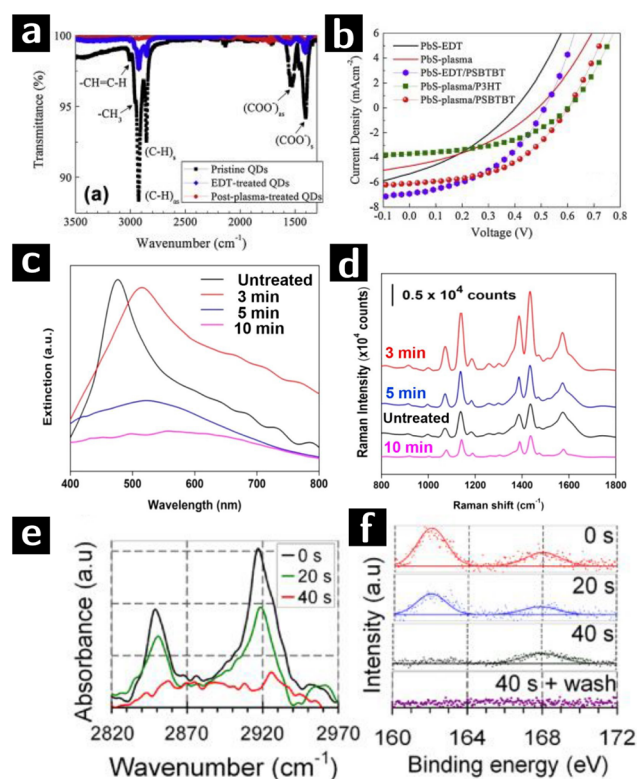 a
100
95
90
Transmittance (%)
-CH=C-H
-CH3
(C-H)s
(C-H)as
(COO-)as
(COO-)s
(a)
Pristine QDs
EDT-treated QDs
Post-plasma-treated QDs
3500 3000 2500 2000 1500
Wavenumber (cm-1)
b
6
4
2
0
-2
-4
-6
-8
Current Density (mAcm-2)
PbS-EDT
PbS-plasma
PbS-EDT/PSBTBT
PbS-plasma/P3HT
PbS-plasma/PSBTBT
-0.1 0.0 0.2 0.3 0.4 0.5 0.6 0.7 0.8
Voltage (V)
c
Extinction (a.u.)
Untreated
3 min
5 min
10 min
400 500 600 700 800
Wavelength (nm)
d
0.5 x 10^4 counts
Raman Intensity (x10^4 counts)
3 min
5 min
Untreated
10 min
800 1000 1200 1400 1600 1800
Raman shift (cm-1)
e
Absorbance (a.u)
0 s
20 s
40 s
2820 2870 2920 2970
Wavenumber (cm-1)
f
Intensity (a.u)
0 s
20 s
40 s
40 s + wash
160 164 168 172
Binding energy (eV)